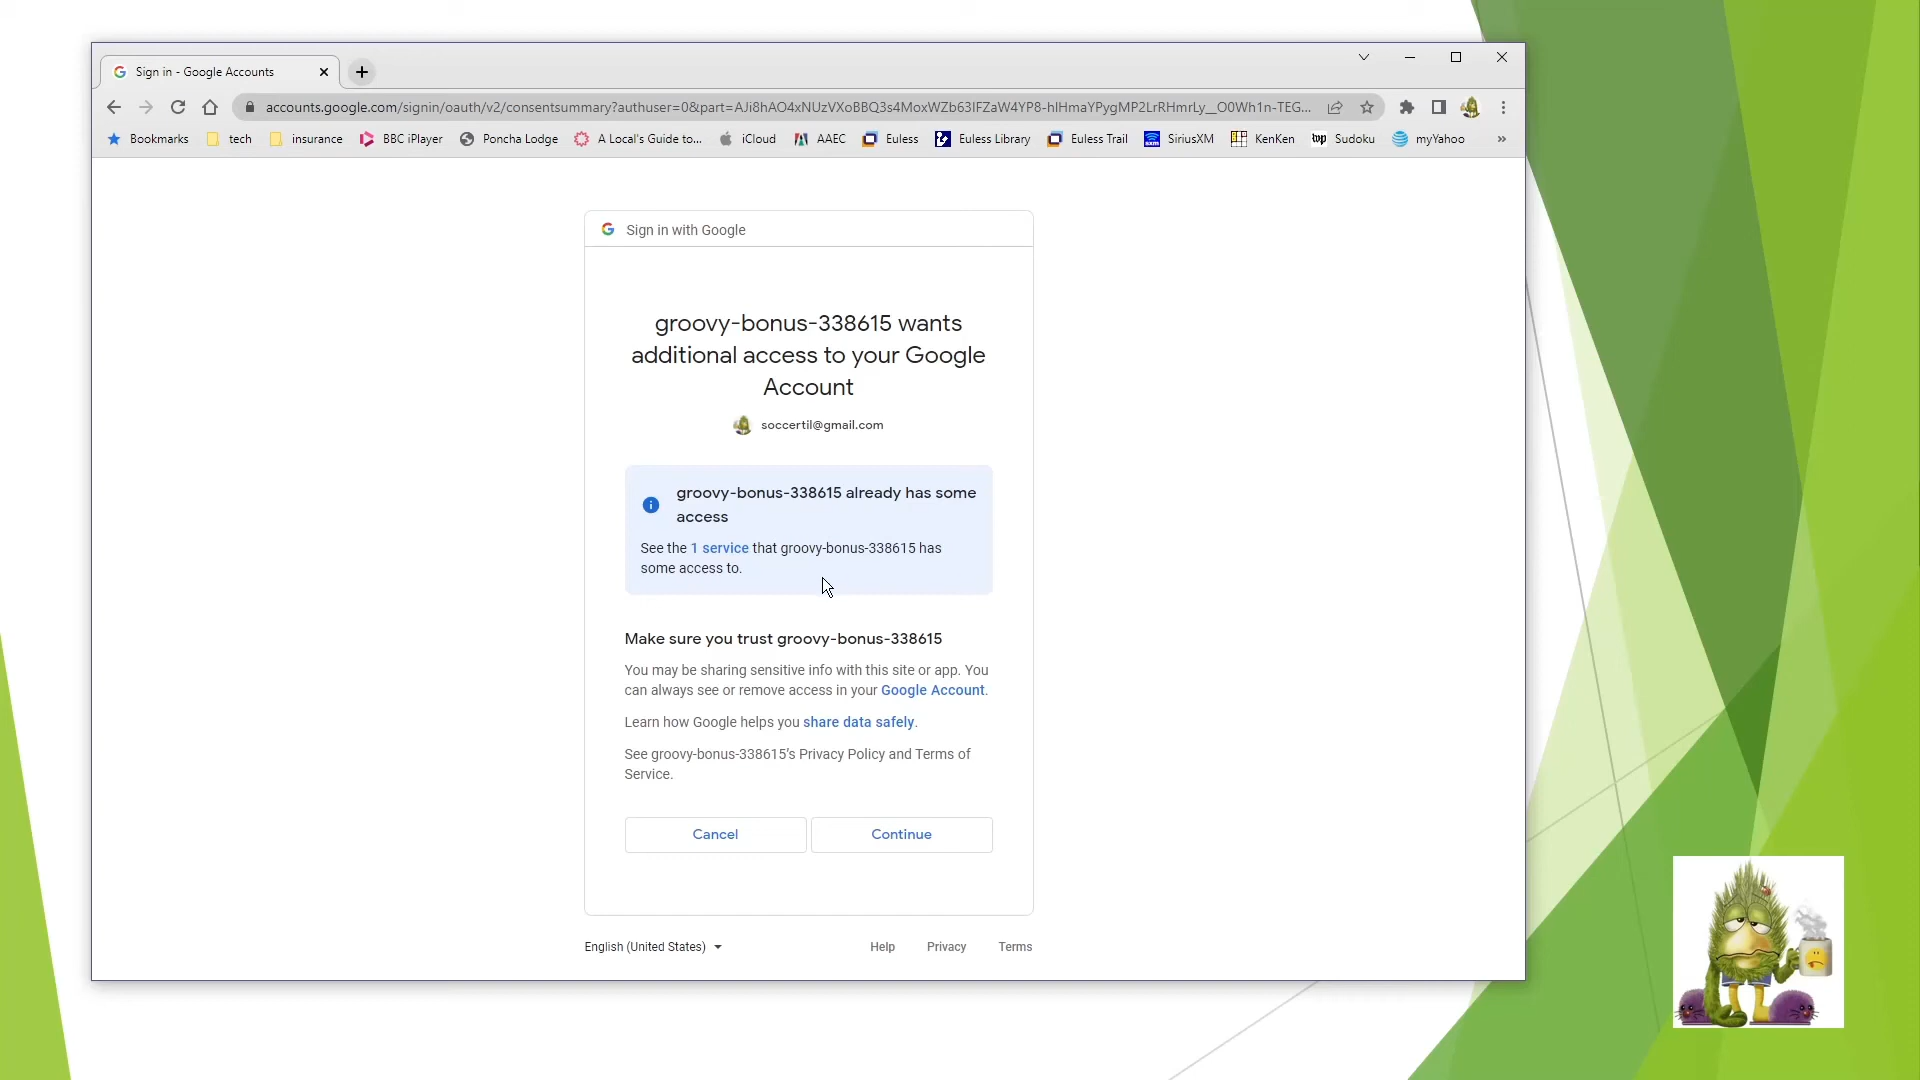 Sign in - Google Accounts
accounts.google.com/signin/oauth/v2/consentsummary?authuser=0&part=AJi8hAO4xNUzVXoBBQ3s4MoxWZb63IFZaW4YP8-hIHmaYPygMP2LrRHmrLy__O0Wh1n-TEG...
Bookmarks tech insurance BBC iPlayer Poncha Lodge A Local's Guide to... iCloud AAEC Euless Euless Library Euless Trail SiriusXM KenKen wp Sudoku myYahoo »
Sign in with Google
groovy-bonus-338615 wants
additional access to your Google
Account
soccertil@gmail.com
groovy-bonus-338615 already has some
access
See the 1 service that groovy-bonus-338615 has
some access to.
Make sure you trust groovy-bonus-338615
You may be sharing sensitive info with this site or app. You
can always see or remove access in your Google Account.
Learn how Google helps you share data safely.
See groovy-bonus-338615's Privacy Policy and Terms of
Service.
Cancel Continue
English (United States) Help Privacy Terms